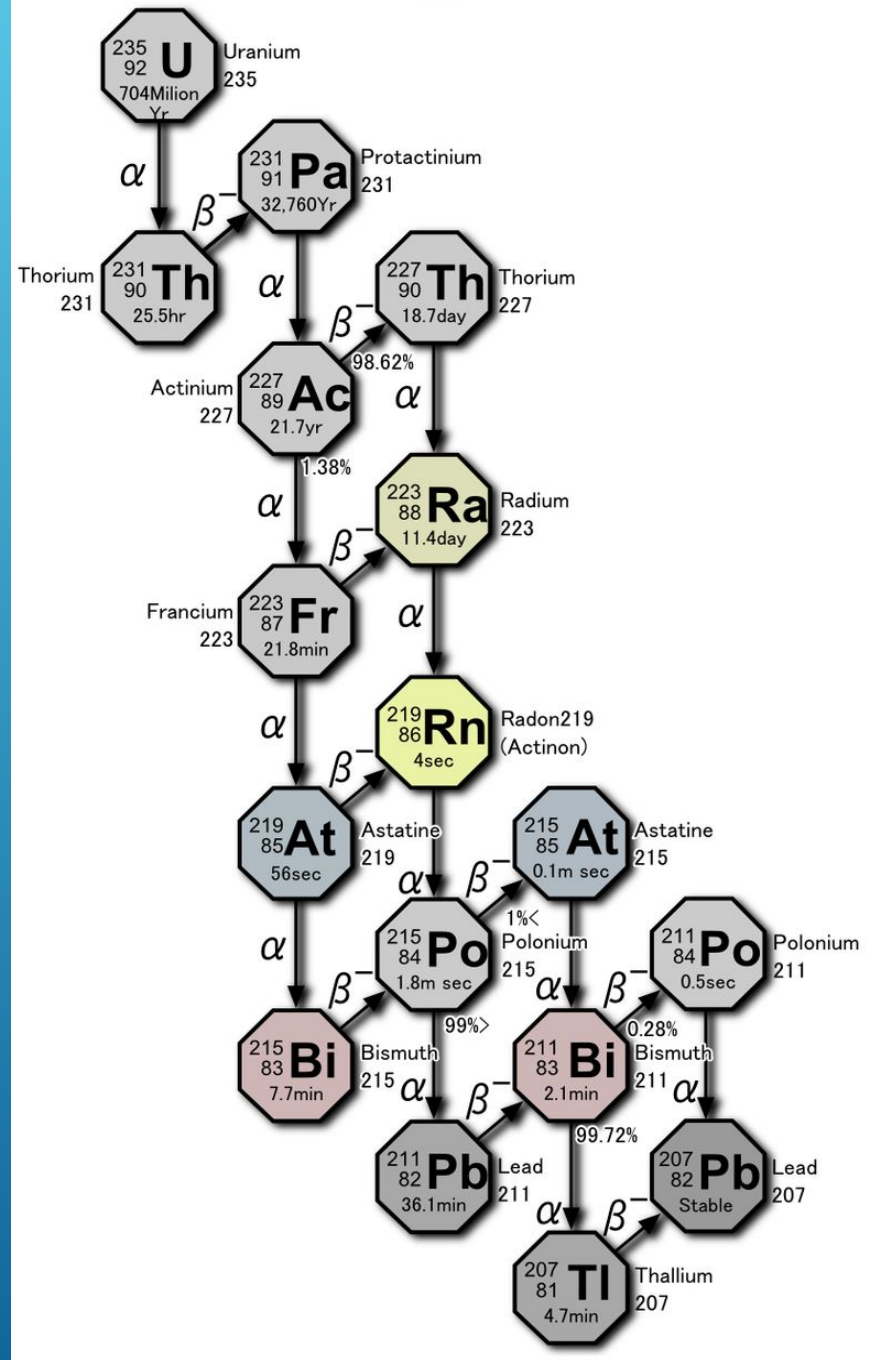 235
92 U
704Milion
Yr
Uranium
235
α
231
91 Pa
32,760Yr
Protactinium
231
β−
Thorium
231
231
90 Th
25.5hr
α
227
90 Th
18.7day
Thorium
227
β−
98.62%
Actinium
227
227
89 Ac
21.7yr
α
1.38%
α
223
88 Ra
11.4day
Radium
223
β−
Francium
223
223
87 Fr
21.8min
α
α
219
86 Rn
4sec
Radon219
(Actinon)
β−
219
85 At
56sec
Astatine
219
215
85 At
0.1m sec
Astatine
215
α
β−
1%<
α
215
84 Po
1.8m sec
Polonium
215
211
84 Po
0.5sec
Polonium
211
β−
α
β−
0.28%
99%>
215
83 Bi
7.7min
Bismuth
215
211
83 Bi
2.1min
Bismuth
211
α
β−
α
99.72%
211
82 Pb
36.1min
Lead
211
207
82 Pb
Stable
Lead
207
α
β−
207
81 Tl
4.7min
Thallium
207